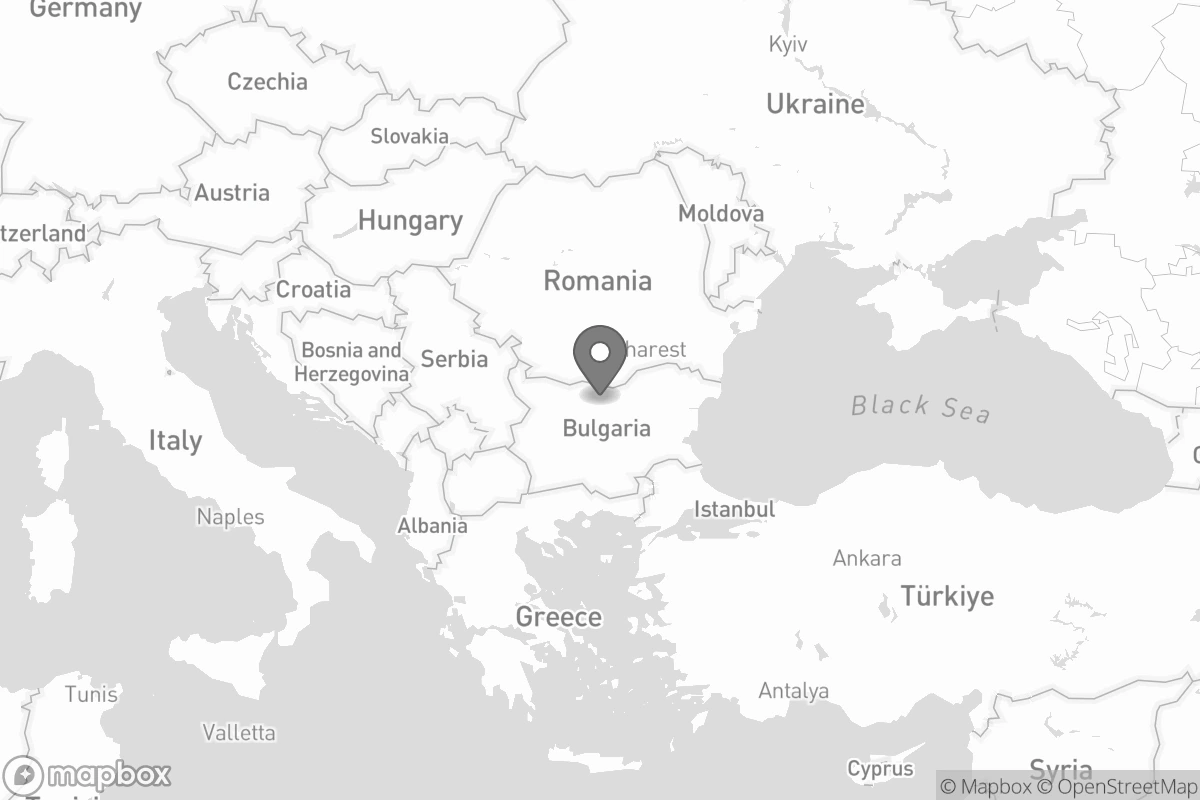 Germany
Kyiv
Czechia
Ukraine
Slovakia
Austria
Hungary
Moldova
tzerland
Romania
Croatia
Bosnia and
Herzegovina
Serbia
harest
Black Sea
Bulgaria
Italy
Naples
Albania
Istanbul
Ankara
Türkiye
Greece
Tunis
Antalya
Valletta
Cyprus
Syria
mapbox
© Mapbox © OpenStreetMap